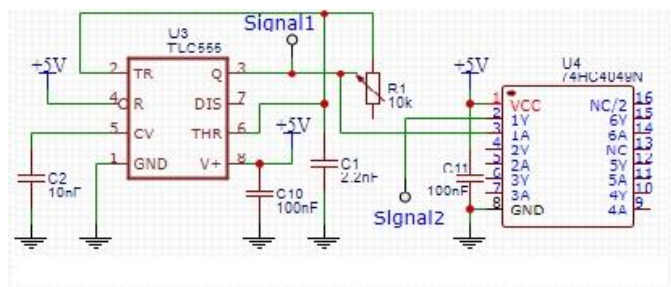 Signal1
U3
TLC555
+5V
2 TR
Q 3
4 R
DIS 7
5 CV
THR 6
1 GND
V+ 8
+5V
R1
10k
C2
10nF
C10
100nF
C1
2.2nF
Signal2
U4
74HC4049N
+5V
1 VCC
NC/2 16
2 1Y
6Y 15
3 1A
6A 14
4 2Y
NC 13
5 2A
5Y 12
6 3Y
5A 11
7 3A
4Y 10
8 GND
4A 9
C11
100nF